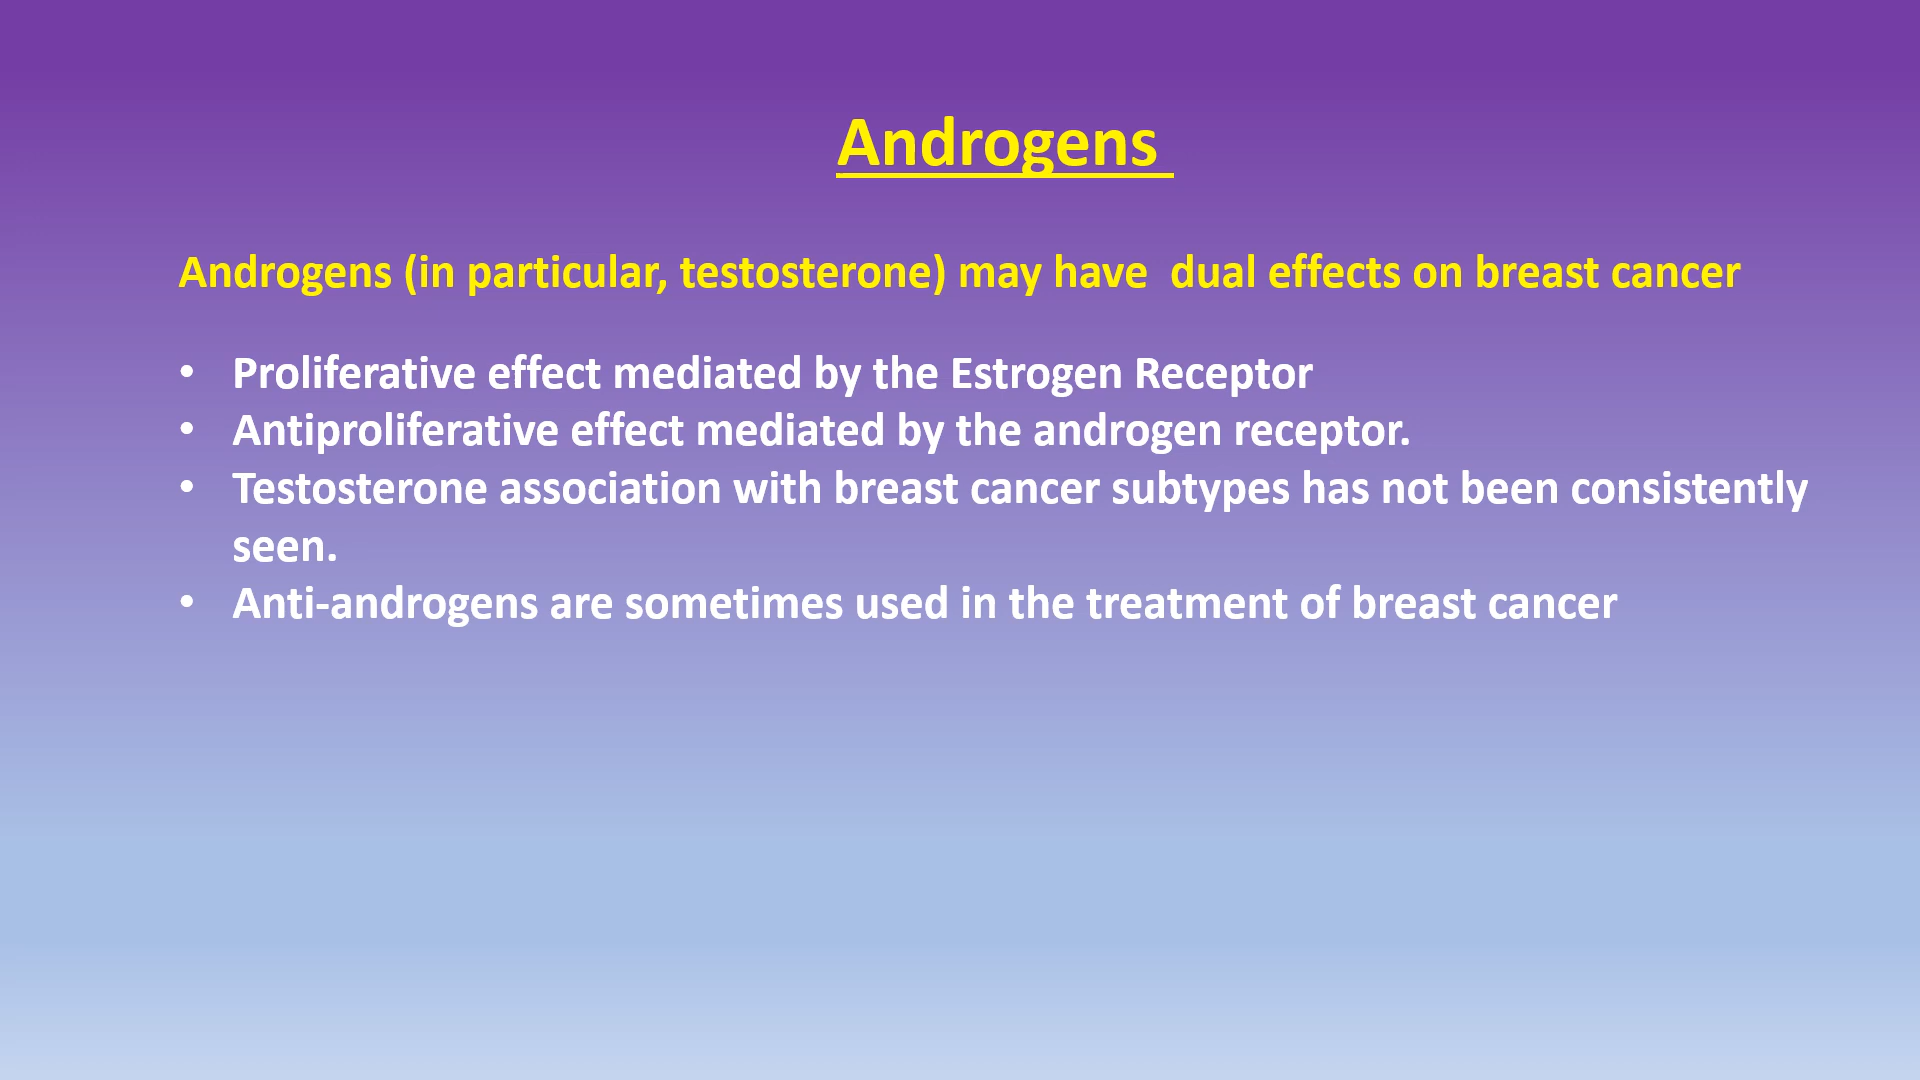 Androgens
Androgens (in particular, testosterone) may have  dual effects on breast cancer
• Proliferative effect mediated by the Estrogen Receptor
• Antiproliferative effect mediated by the androgen receptor.
• Testosterone association with breast cancer subtypes has not been consistently
seen.
• Anti-androgens are sometimes used in the treatment of breast cancer